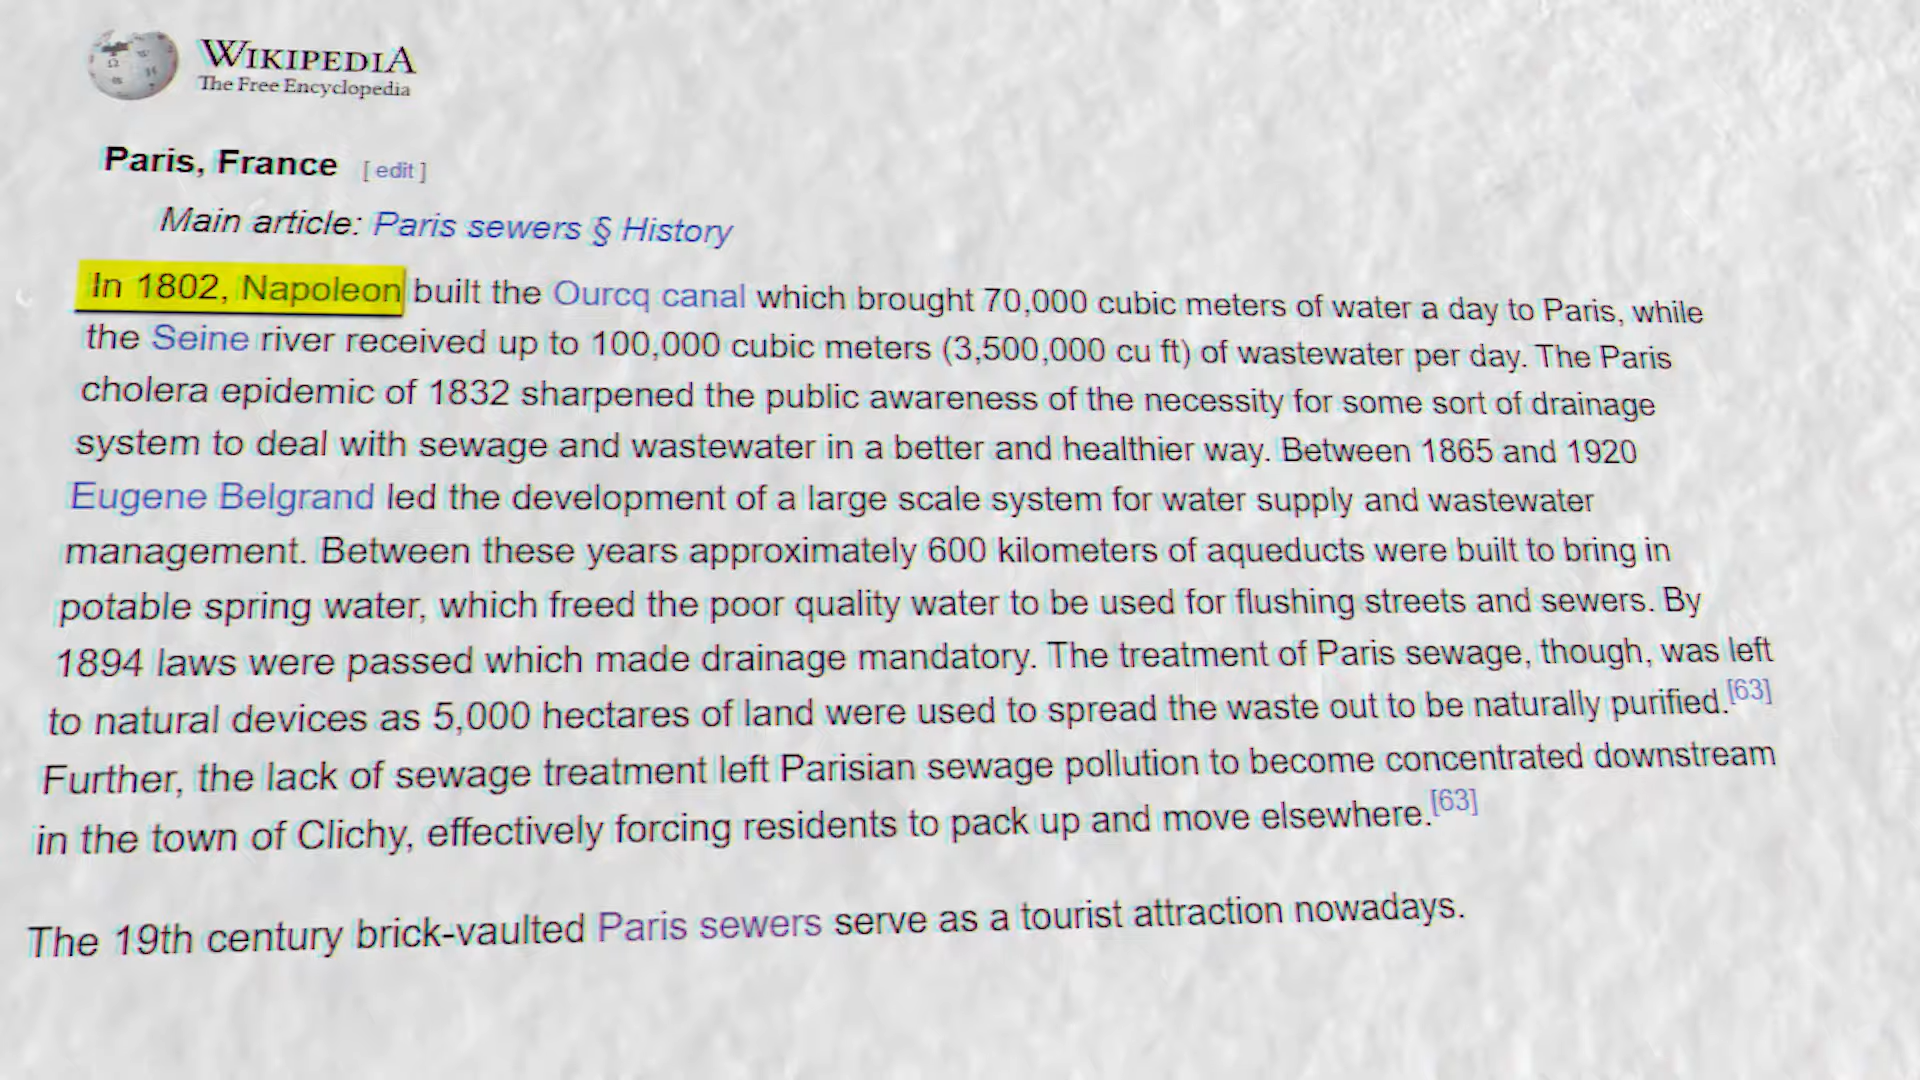 WIKIPEDIA
The Free Encyclopedia
Paris, France [ edit ]
Main article: Paris sewers § History
In 1802, Napoleon built the Ourcq canal which brought 70,000 cubic meters of water a day to Paris, while
the Seine river received up to 100,000 cubic meters (3,500,000 cu ft) of wastewater per day. The Paris
cholera epidemic of 1832 sharpened the public awareness of the necessity for some sort of drainage
system to deal with sewage and wastewater in a better and healthier way. Between 1865 and 1920
Eugene Belgrand led the development of a large scale system for water supply and wastewater
management. Between these years approximately 600 kilometers of aqueducts were built to bring in
potable spring water, which freed the poor quality water to be used for flushing streets and sewers. By
1894 laws were passed which made drainage mandatory. The treatment of Paris sewage, though, was left
to natural devices as 5,000 hectares of land were used to spread the waste out to be naturally purified.[63]
Further, the lack of sewage treatment left Parisian sewage pollution to become concentrated downstream
in the town of Clichy, effectively forcing residents to pack up and move elsewhere.[63]
The 19th century brick-vaulted Paris sewers serve as a tourist attraction nowadays.